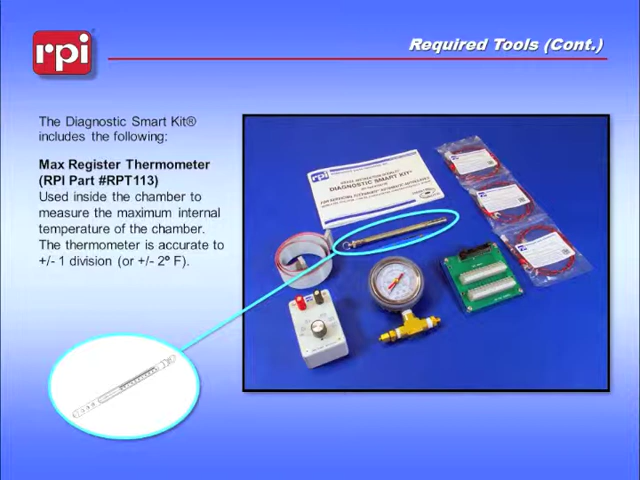 rpi
Required Tools (Cont.)
The Diagnostic Smart Kit®
includes the following:
Max Register Thermometer
(RPI Part #RPT113)
Used inside the chamber to
measure the maximum internal
temperature of the chamber.
The thermometer is accurate to
+/- 1 division (or +/- 2º F).
rpi
DIAGNOSTIC SMART KIT